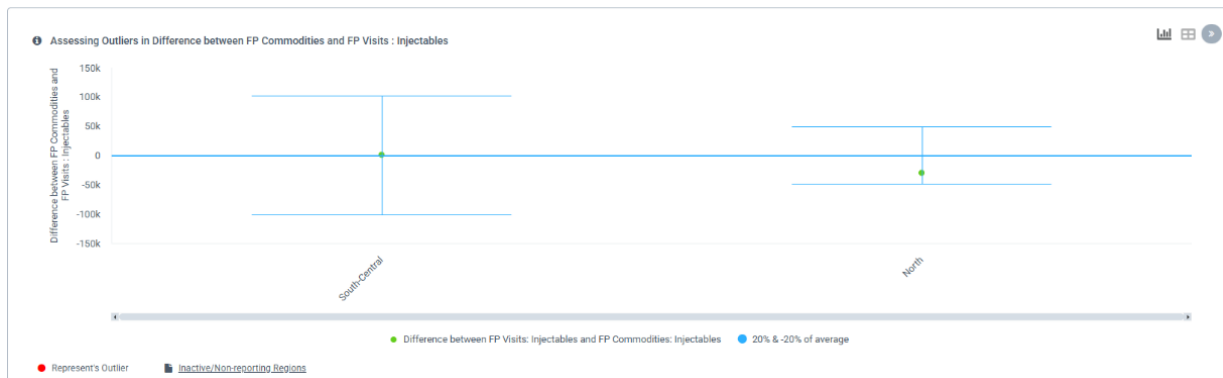 Assessing Outliers in Difference between FP Commodities and FP Visits : Injectables
Difference between FP Commodities and
FP Visits : Injectables
150k
100k
50k
0
-50k
-100k
-150k
South-Central
North
Difference between FP Visits: Injectables and FP Commodities: Injectables
20% & -20% of average
Represent's Outlier
Inactive/Non-reporting Regions